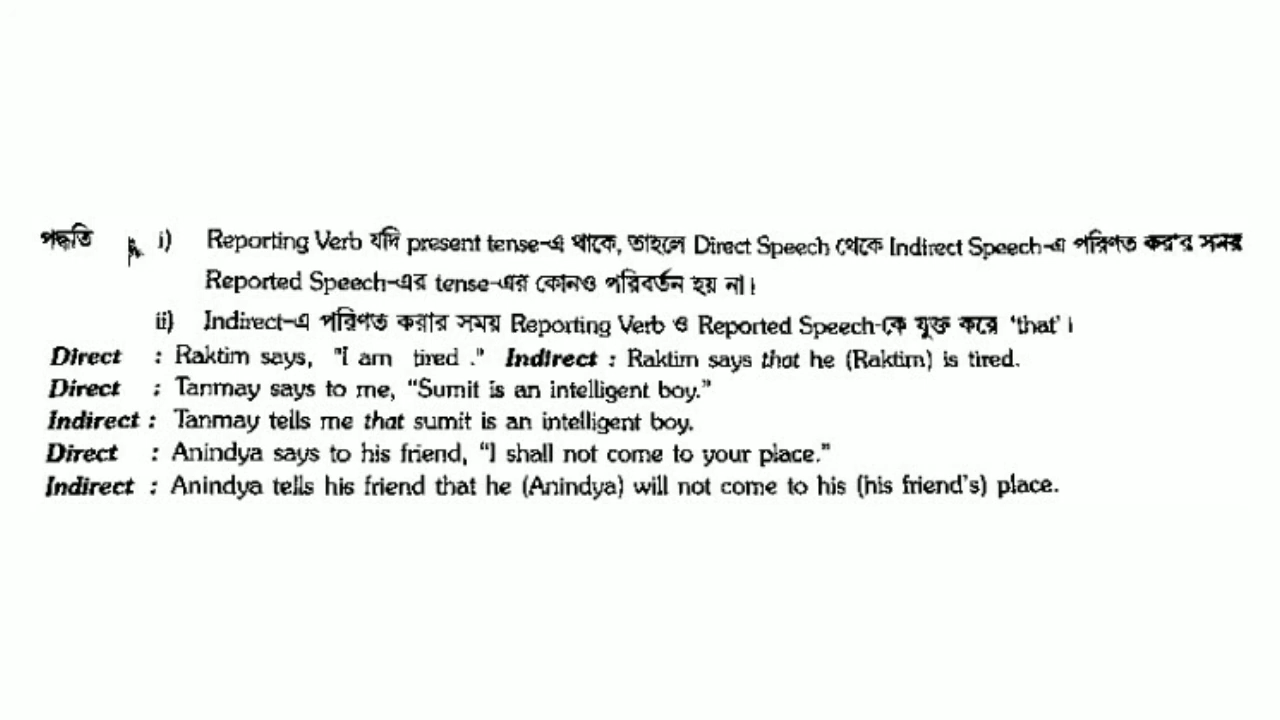 পদ্ধতি i) Reporting Verb যদি present tense-এ থাকে, তাহলে Direct Speech থেকে Indirect Speech-এ পরিণত করার সময়
Reported Speech-এর tense-এর কোনও পরিবর্তন হয় না।
ii) Indirect-এ পরিণত করার সময় Reporting Verb ও Reported Speech-কে যুক্ত করে ‘that’।
Direct : Raktim says, "I am tired ." Indirect : Raktim says that he (Raktim) is tired.
Direct : Tanmay says to me, “Sumit is an intelligent boy.”
Indirect : Tanmay tells me that sumit is an intelligent boy.
Direct : Anindya says to his friend, “I shall not come to your place.”
Indirect : Anindya tells his friend that he (Anindya) will not come to his (his friend's) place.